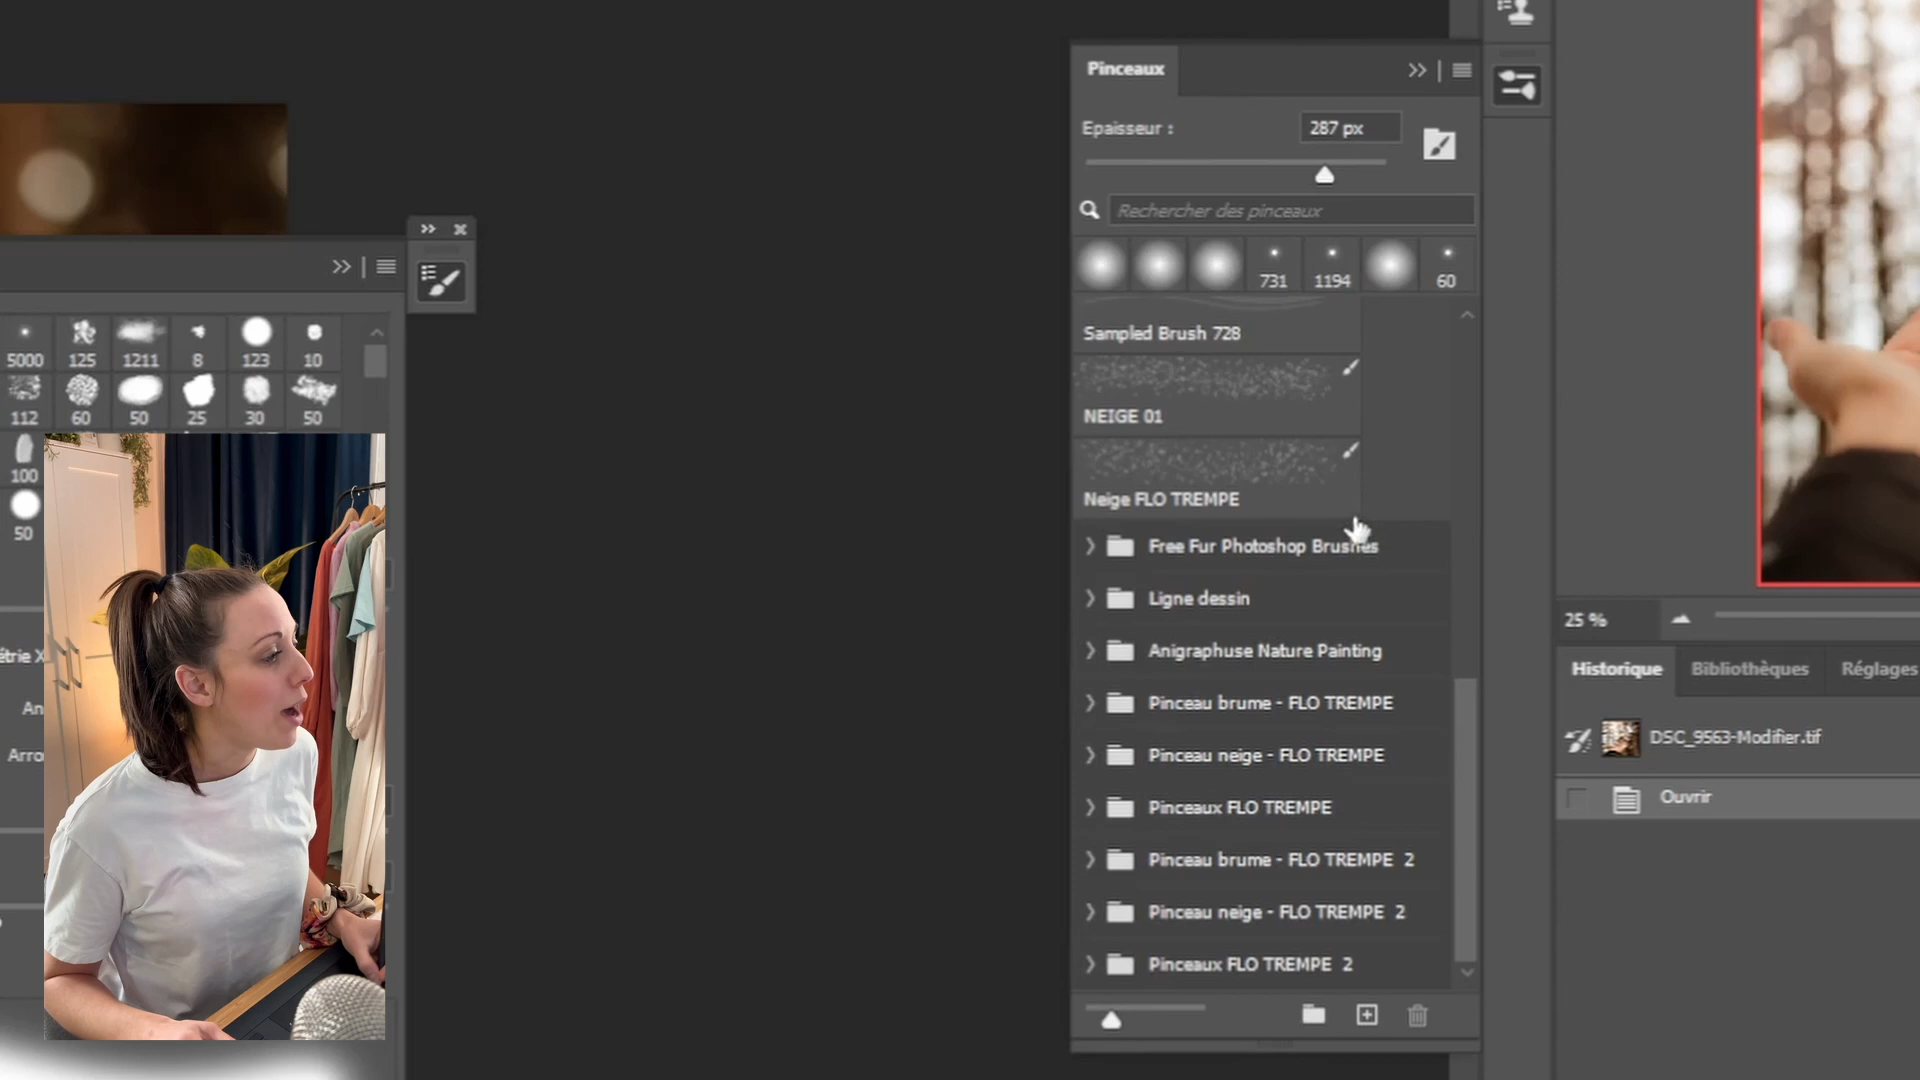 Pinceaux
Epaisseur :
287 px
Rechercher des pinceaux
731
1194
60
Sampled Brush 728
NEIGE 01
Neige FLO TREMPE
Free Fur Photoshop Brushes
Ligne dessin
Anigraphuse Nature Painting
Pinceau brume - FLO TREMPE
Pinceau neige - FLO TREMPE
Pinceaux FLO TREMPE
Pinceau brume - FLO TREMPE 2
Pinceau neige - FLO TREMPE 2
Pinceaux FLO TREMPE 2
5000
125
1211
8
123
10
112
60
50
25
30
50
100
50
étrie X
An
Arro
25 %
Historique
Bibliothèques
Réglages
DSC_9563-Modifier.tif
Ouvrir